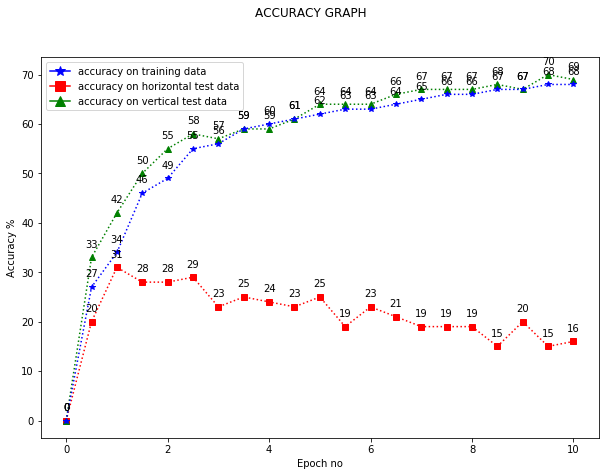 ACCURACY GRAPH
accuracy on training data
accuracy on horizontal test data
accuracy on vertical test data
Accuracy %
70
60
50
40
30
20
10
0
0 33 42 50 55 58 57 59 59 61 64 63 64 66 67 67 67 68 67 70 69
27 34 46 49 55 56 59 60 61 62 63 63 64 65 66 66 67 67 68 68
20 31 28 28 29 23 25 24 23 25 19 23 21 19 19 19 15 20 15 16
0 2 4 6 8 10
Epoch no